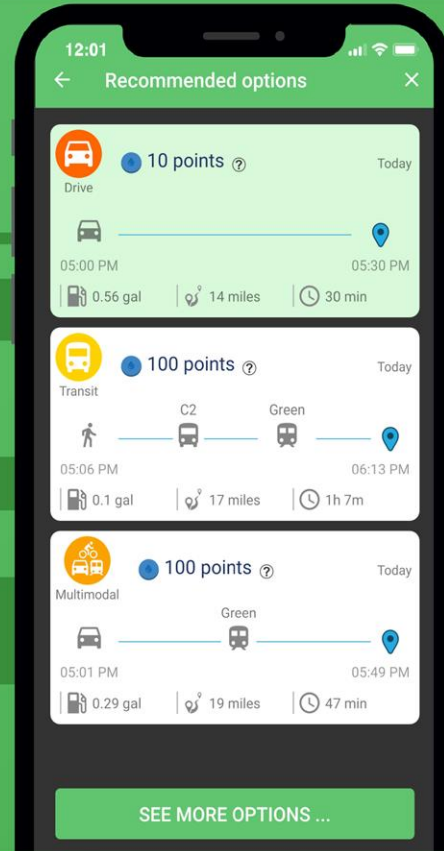 12:01
Recommended options
10 points ?
Today
Drive
05:00 PM 05:30 PM
0.56 gal 14 miles 30 min
100 points ?
Today
Transit
C2 Green
05:06 PM 06:13 PM
0.1 gal 17 miles 1h 7m
100 points ?
Today
Multimodal
Green
05:01 PM 05:49 PM
0.29 gal 19 miles 47 min
SEE MORE OPTIONS ...